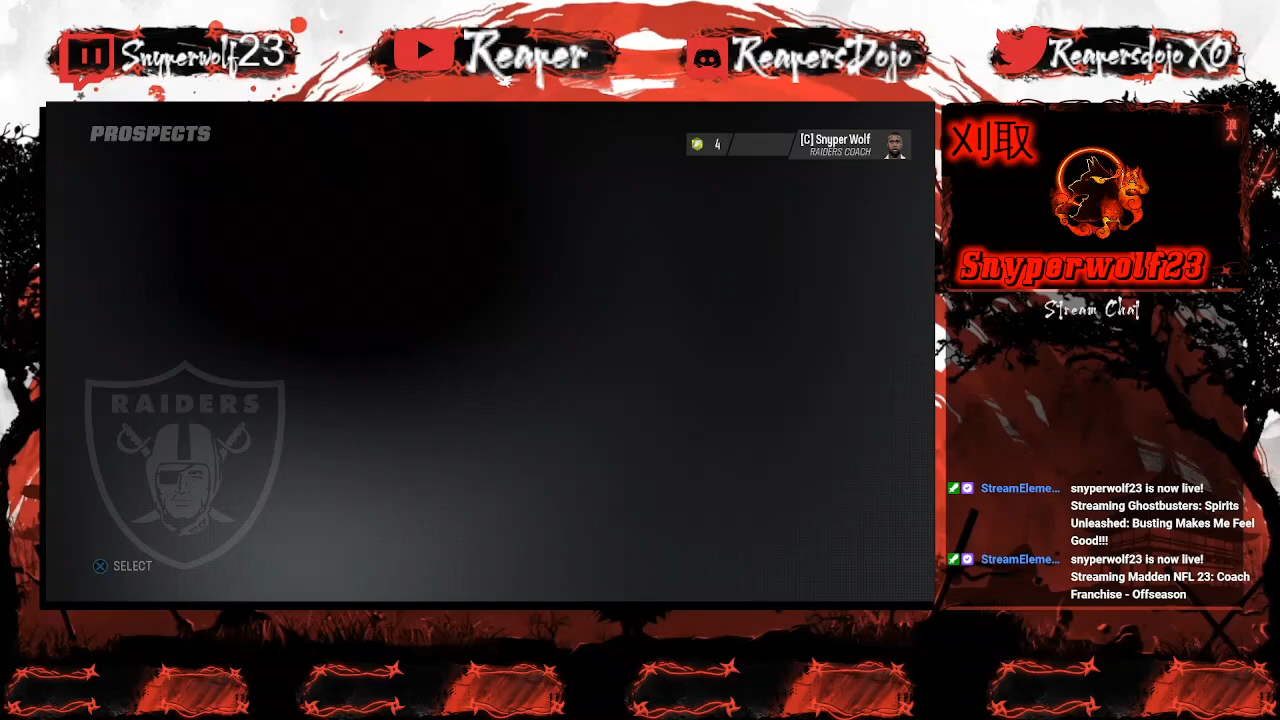 Snyperwolf23
Reaper
ReapersDojo
ReapersdojoXO
PROSPECTS
4
[C] Snyper Wolf
RAIDERS COACH
刈取
浪人
Snyperwolf23
Stream Chat
RAIDERS
SELECT
StreamEleme... snyperwolf23 is now live!
Streaming Ghostbusters: Spirits
Unleashed: Busting Makes Me Feel
Good!!!
StreamEleme... snyperwolf23 is now live!
Streaming Madden NFL 23: Coach
Franchise - Offseason